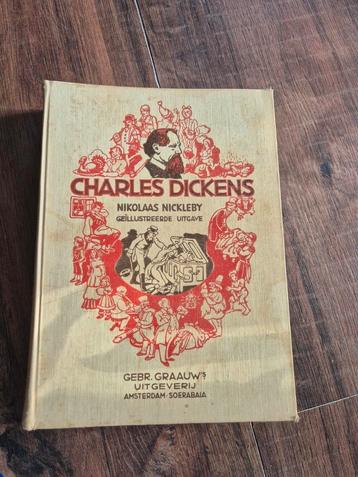 CHARLES DICKENS
NIKOLAAS NICKLEBY
GEÏLLUSTREERDE UITGAVE
GEBR. GRAAUW'S
UITGEVERIJ
AMSTERDAM-SOERABAIA